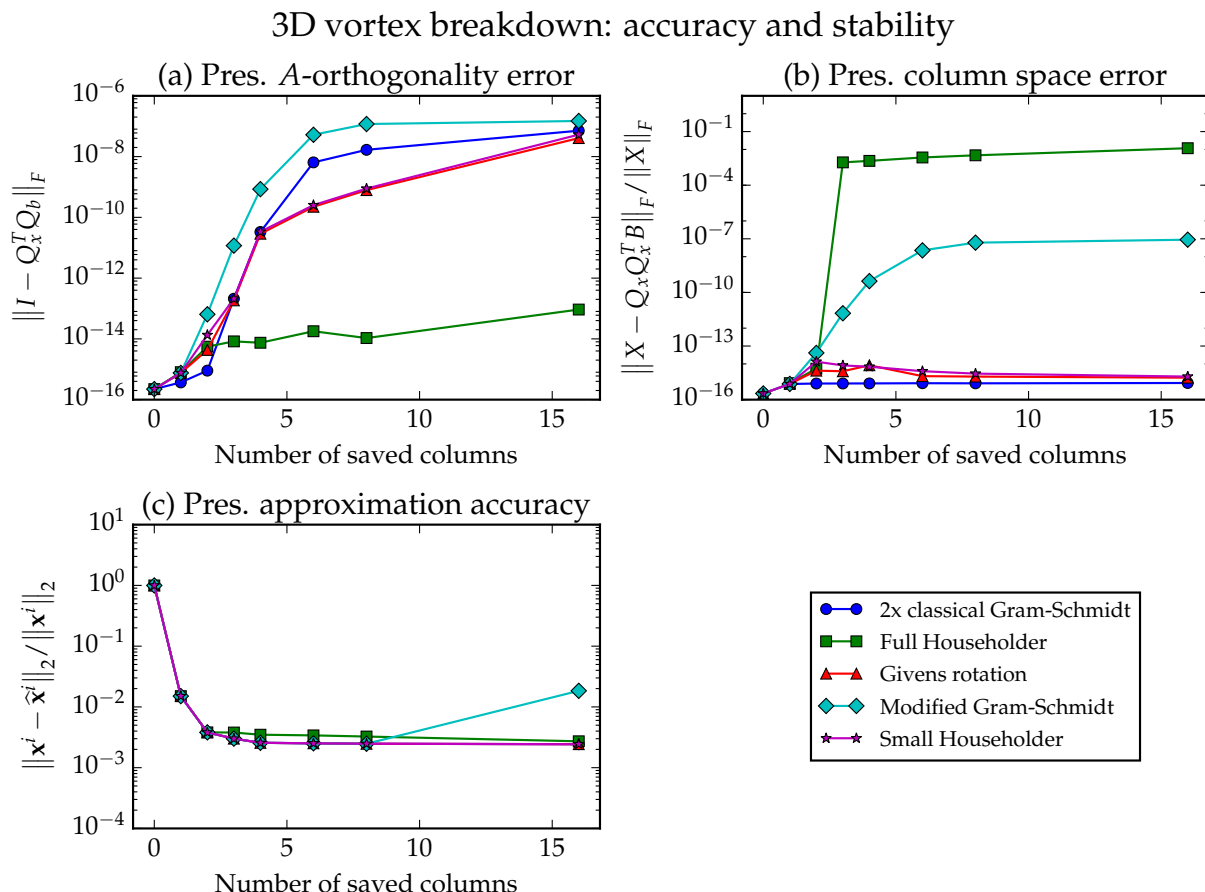 3D vortex breakdown: accuracy and stability
(a) Pres. A-orthogonality error
10⁻⁶
10⁻⁸
10⁻¹⁰
10⁻¹²
10⁻¹⁴
10⁻¹⁶
||I − Q_x^T Q_b||_F
0 5 10 15
Number of saved columns
(b) Pres. column space error
10⁻¹
10⁻⁴
10⁻⁷
10⁻¹⁰
10⁻¹³
10⁻¹⁶
||X − Q_x Q_x^T B||_F / ||X||_F
0 5 10 15
Number of saved columns
(c) Pres. approximation accuracy
10¹
10⁰
10⁻¹
10⁻²
10⁻³
10⁻⁴
||x^i − x̂^i||_2 / ||x^i||_2
0 5 10 15
Number of saved columns
2x classical Gram-Schmidt
Full Householder
Givens rotation
Modified Gram-Schmidt
Small Householder